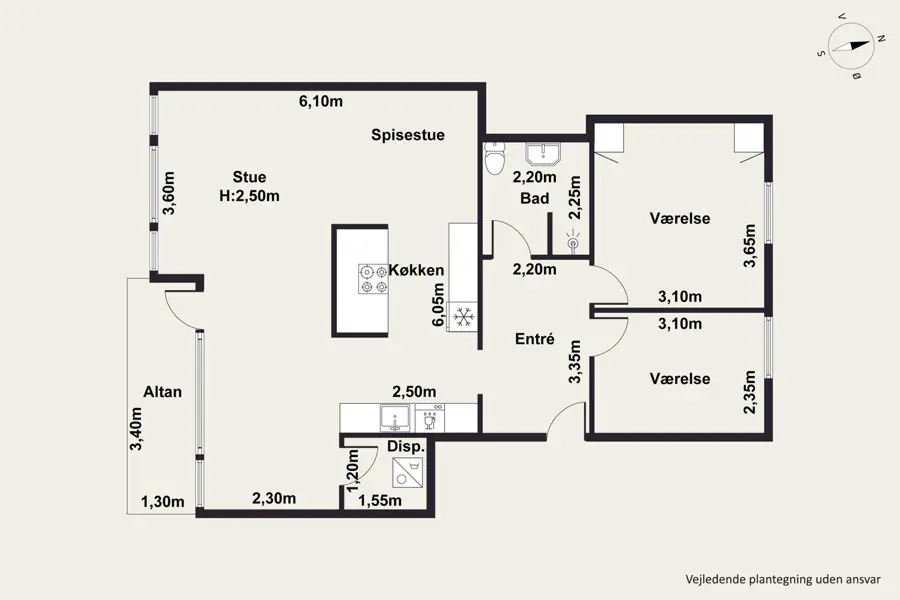 V
N
S
Ø
6,10m
Spisestue
Stue
H:2,50m
3,60m
2,20m
Bad
2,25m
Værelse
3,65m
3,10m
Køkken
6,05m
2,20m
Entré
3,35m
3,10m
Værelse
2,35m
Altan
3,40m
1,30m
2,50m
Disp.
1,20m
1,55m
2,30m
Vejledende plantegning uden ansvar